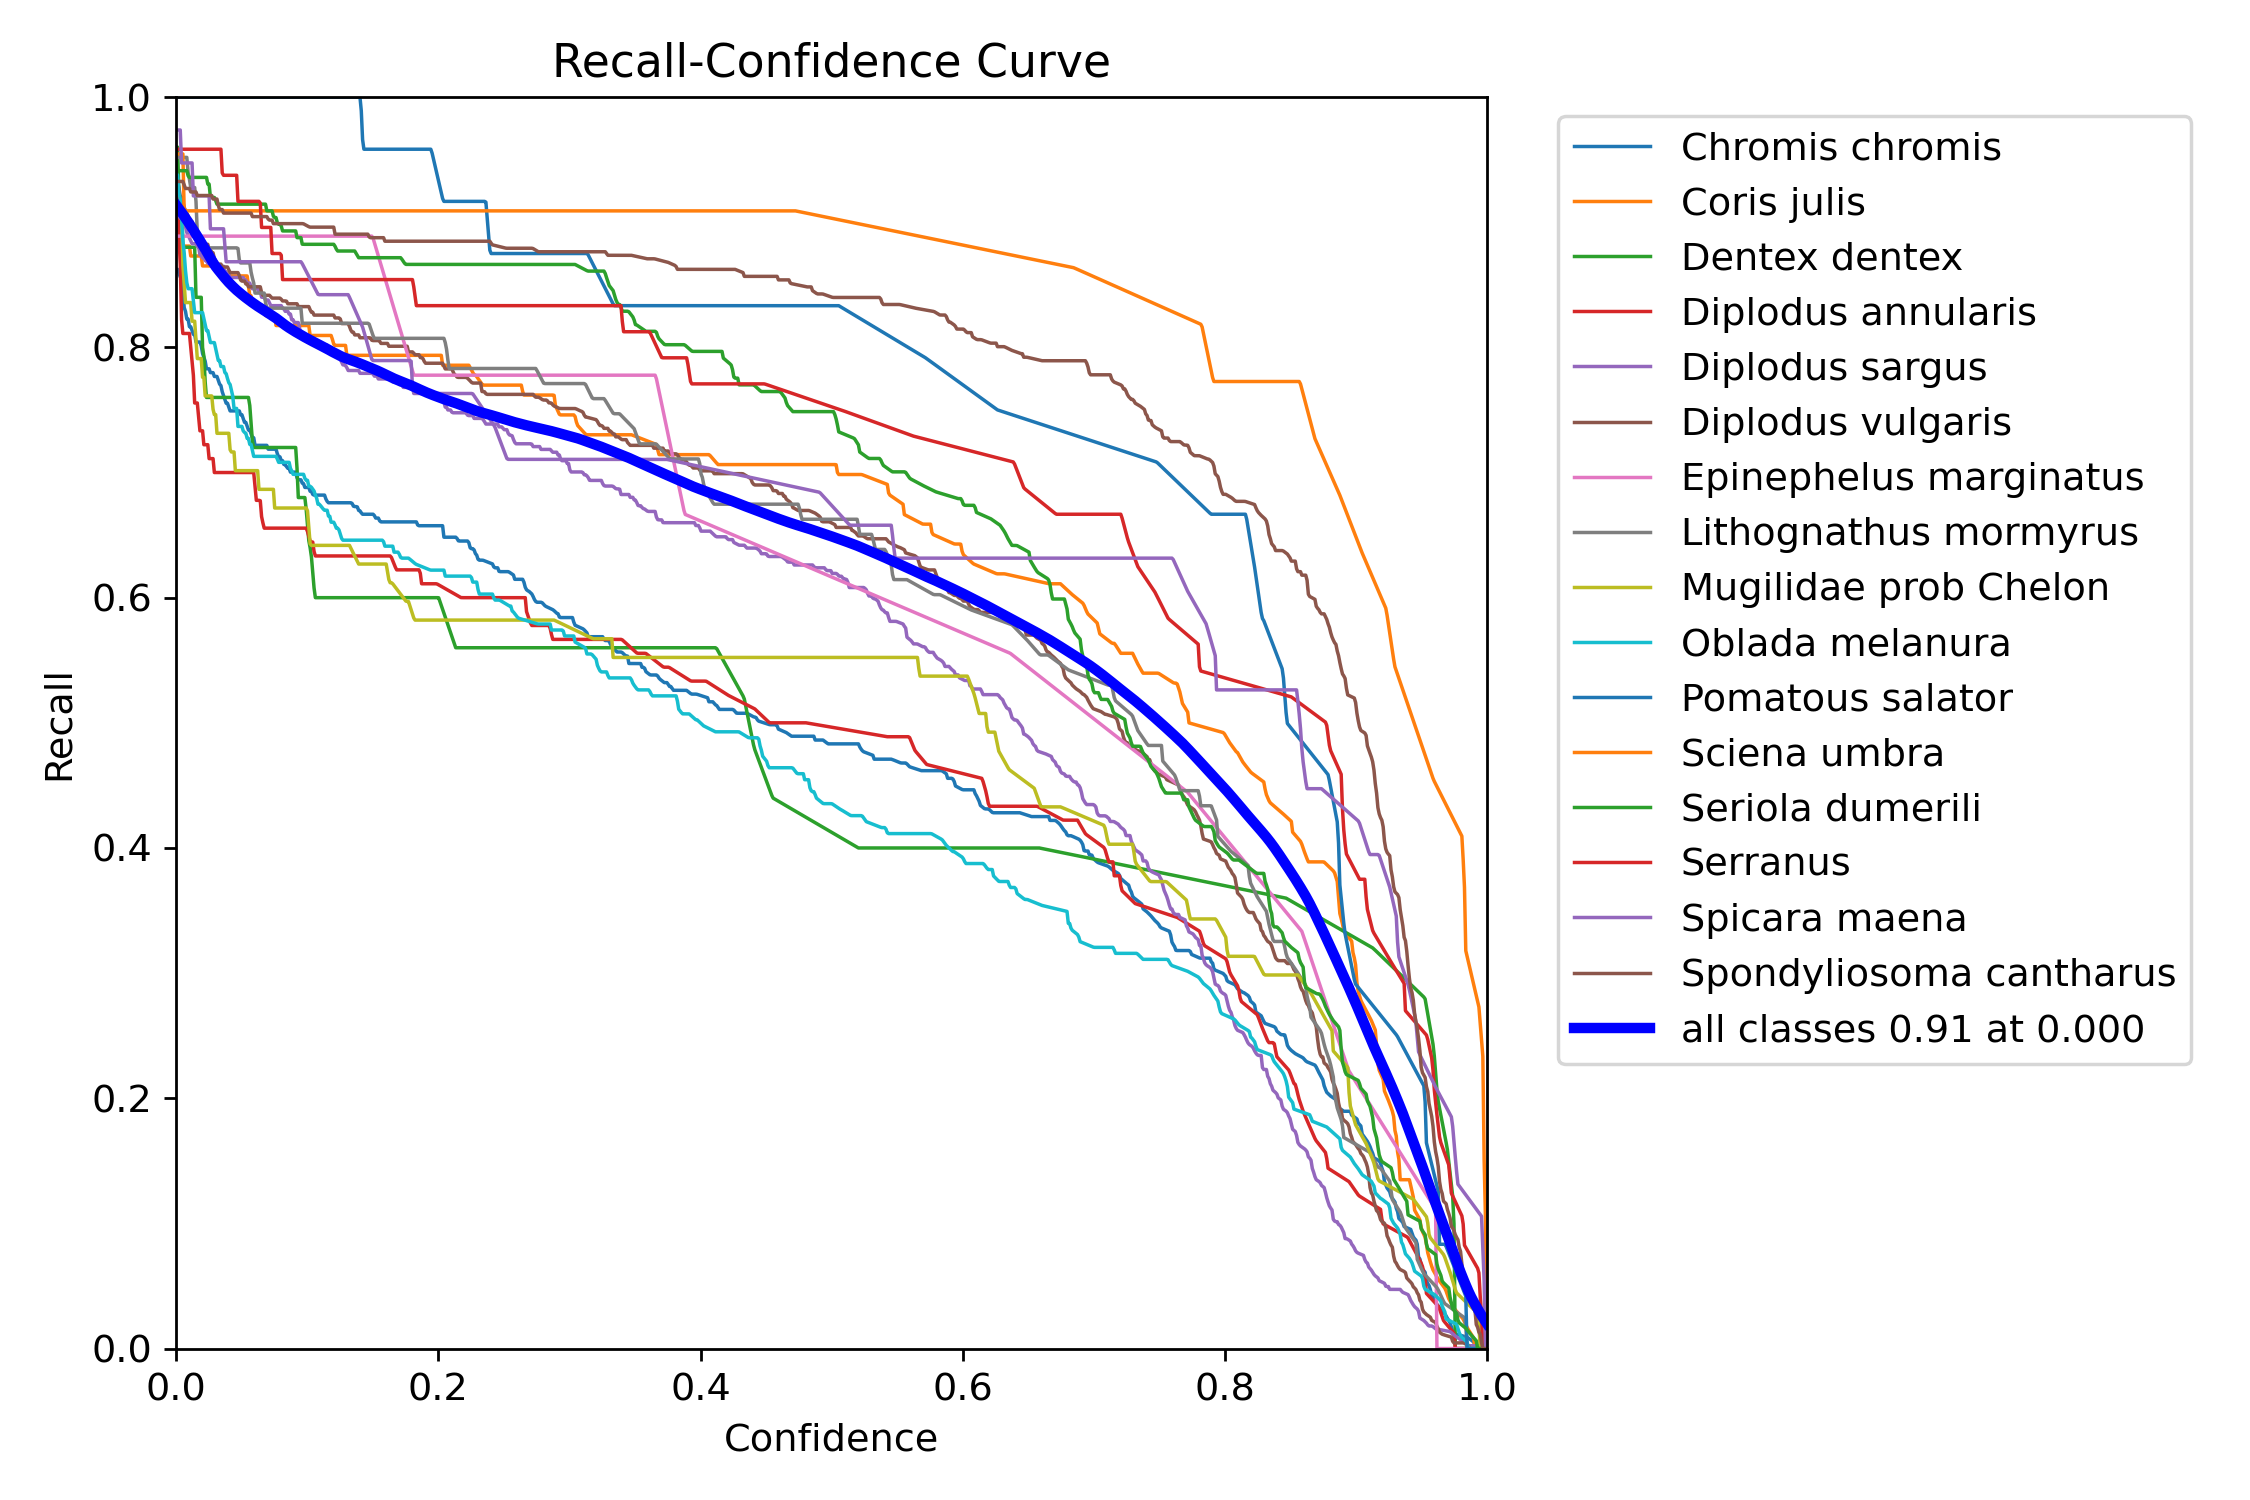 Recall-Confidence Curve
1.0
0.8
0.6
0.4
0.2
0.0
Recall
0.0 0.2 0.4 0.6 0.8 1.0
Confidence
Chromis chromis
Coris julis
Dentex dentex
Diplodus annularis
Diplodus sargus
Diplodus vulgaris
Epinephelus marginatus
Lithognathus mormyrus
Mugilidae prob Chelon
Oblada melanura
Pomatous salator
Sciena umbra
Seriola dumerili
Serranus
Spicara maena
Spondyliosoma cantharus
all classes 0.91 at 0.000